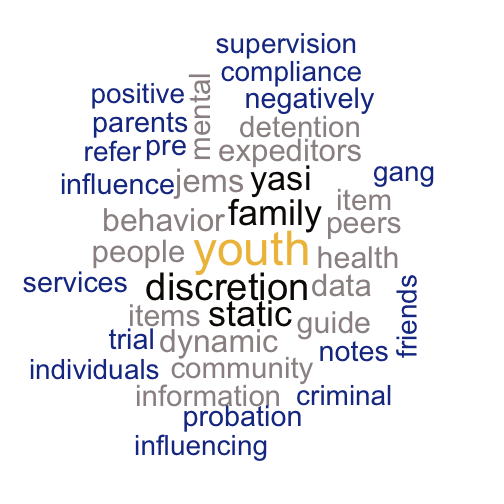 supervision
compliance
positive
mental
negatively
parents
detention
refer
pre
expeditors
influence
jems
yasi
gang
item
behavior
family
peers
people
youth
health
services
discretion
data
friends
items
static
guide
trial
dynamic
notes
individuals
community
information
criminal
probation
influencing